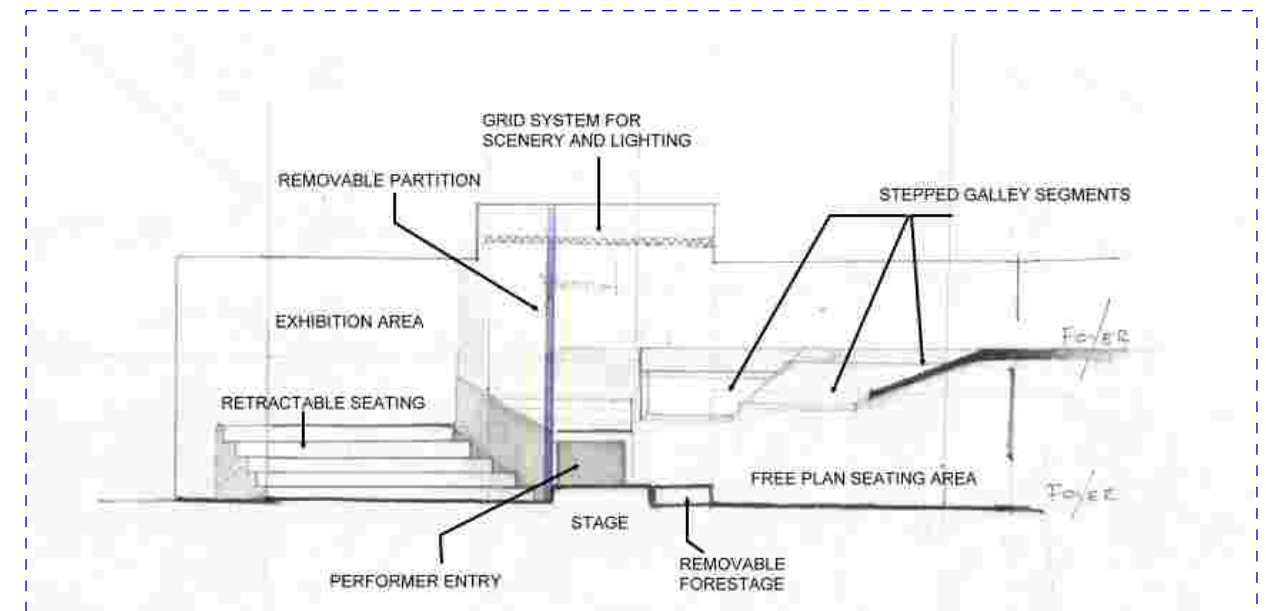 GRID SYSTEM FOR
SCENERY AND LIGHTING
REMOVABLE PARTITION
STEPPED GALLEY SEGMENTS
EXHIBITION AREA
FOYER
RETRACTABLE SEATING
FREE PLAN SEATING AREA
FOYER
STAGE
REMOVABLE
FORESTAGE
PERFORMER ENTRY